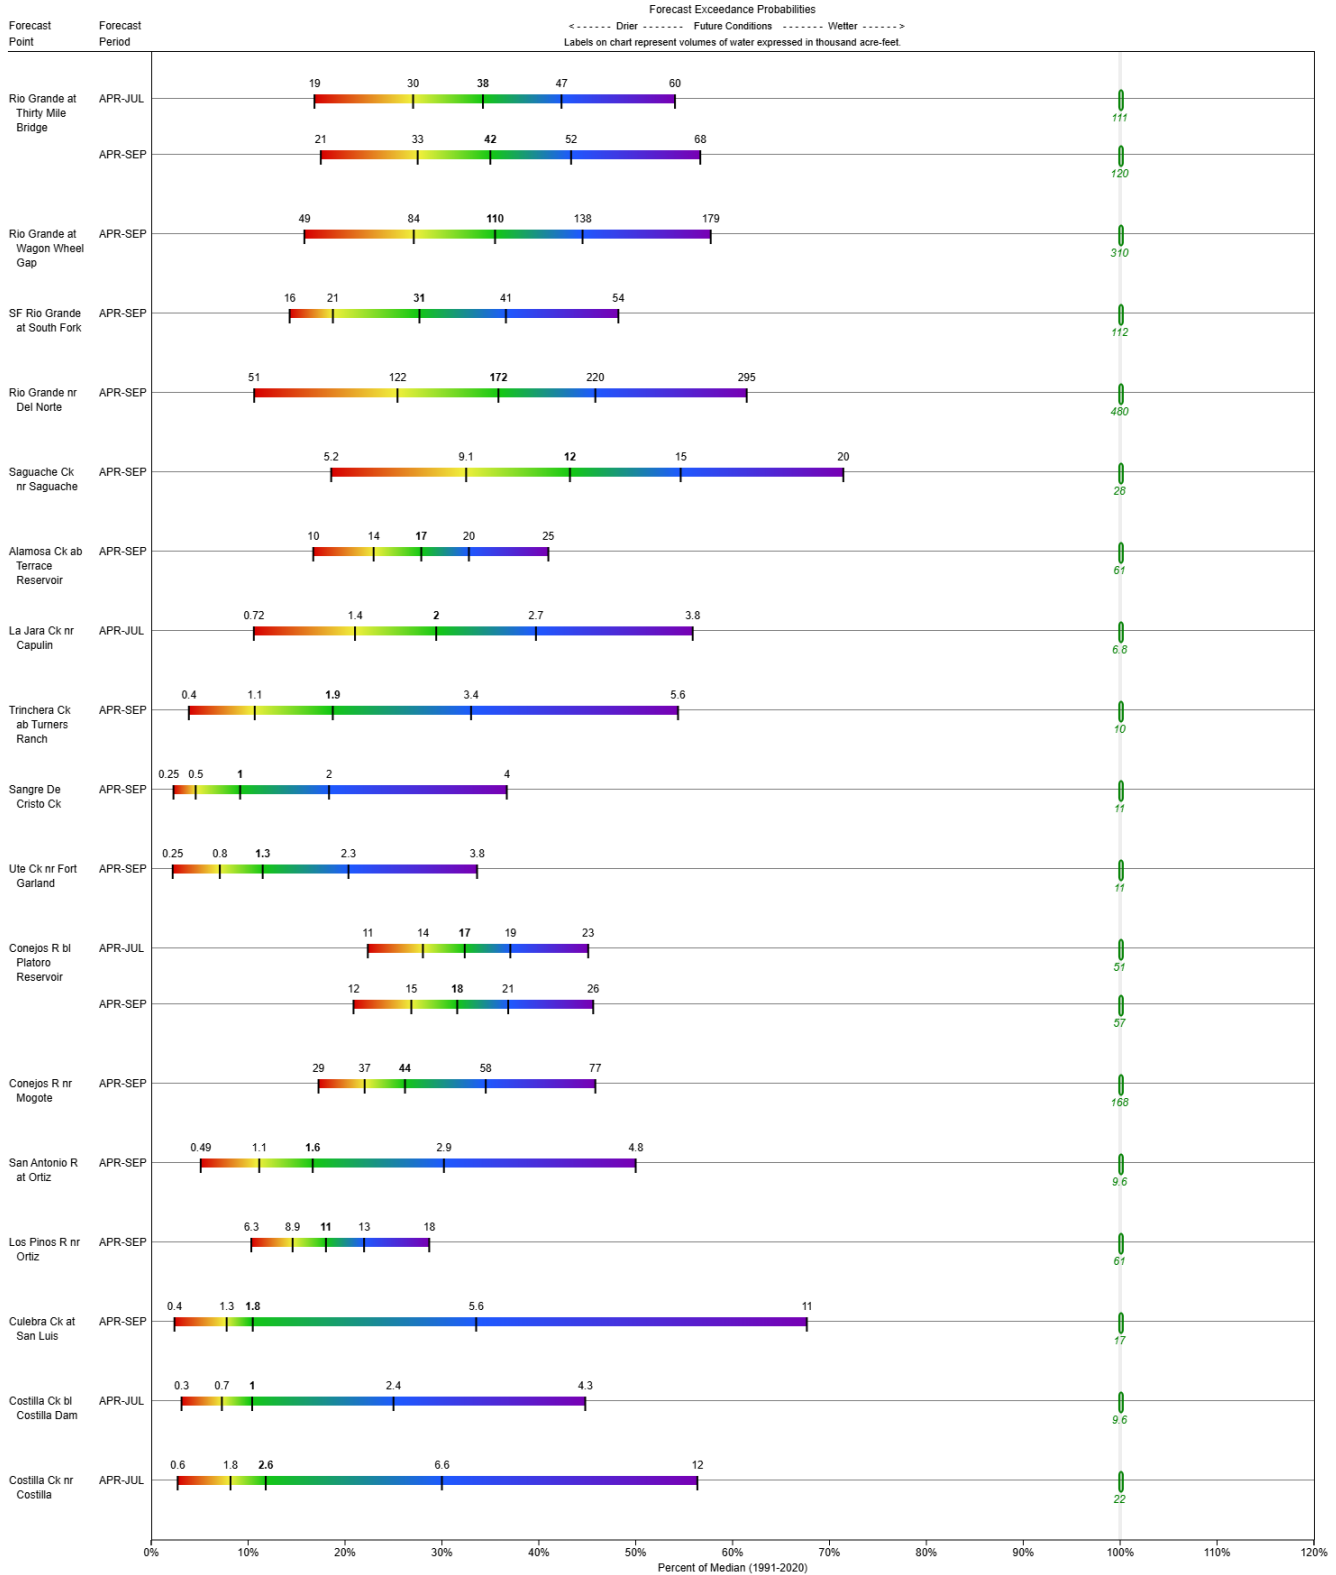 Forecast Exceedance Probabilities
Forecast Forecast <------ Drier ------- Future Conditions ------- Wetter ------>
Point Period Labels on chart represent volumes of water expressed in thousand acre-feet.
19 30 38 47 60
Rio Grande at APR-JUL
Thirty Mile 111
Bridge
21 33 42 52 68
APR-SEP
120
49 84 110 138 179
Rio Grande at APR-SEP
Wagon Wheel 310
Gap
16 21 31 41 54
SF Rio Grande APR-SEP
at South Fork 112
51 122 172 220 295
Rio Grande nr APR-SEP
Del Norte 480
5.2 9.1 12 15 20
Saguache Ck APR-SEP
nr Saguache 28
10 14 17 20 25
Alamosa Ck ab APR-SEP
Terrace 61
Reservoir
0.72 1.4 2 2.7 3.8
La Jara Ck nr APR-JUL
Capulin 6.8
0.4 1.1 1.9 3.4 5.6
Trinchera Ck APR-SEP
ab Turners 10
Ranch
0.25 0.5 1 2 4
Sangre De APR-SEP
Cristo Ck 11
0.25 0.8 1.3 2.3 3.8
Ute Ck nr Fort APR-SEP
Garland 11
11 14 17 19 23
Conejos R bl APR-JUL
Platoro 51
Reservoir
12 15 18 21 26
APR-SEP
57
29 37 44 58 77
Conejos R nr APR-SEP
Mogote 168
0.49 1.1 1.6 2.9 4.8
San Antonio R APR-SEP
at Ortiz 9.6
6.3 8.9 11 13 18
Los Pinos R nr APR-SEP
Ortiz 61
0.4 1.3 1.8 5.6 11
Culebra Ck at APR-SEP
San Luis 17
0.3 0.7 1 2.4 4.3
Costilla Ck bl APR-JUL
Costilla Dam 9.6
0.6 1.8 2.6 6.6 12
Costilla Ck nr APR-JUL
Costilla 22
0% 10% 20% 30% 40% 50% 60% 70% 80% 90% 100% 110% 120%
Percent of Median (1991-2020)